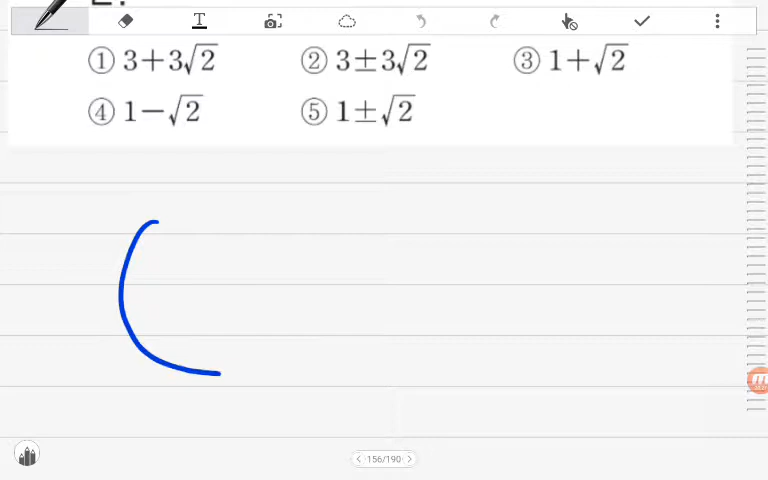 ① 3+3√2 ② 3±3√2 ③ 1+√2
④ 1−√2 ⑤ 1±√2
156/190